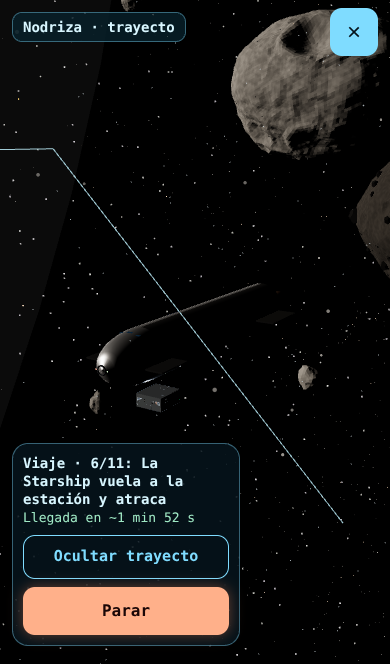 Nodriza · trayecto
×
Viaje · 6/11: La
Starship vuela a la
estación y atraca
Llegada en ~1 min 52 s
Ocultar trayecto
Parar